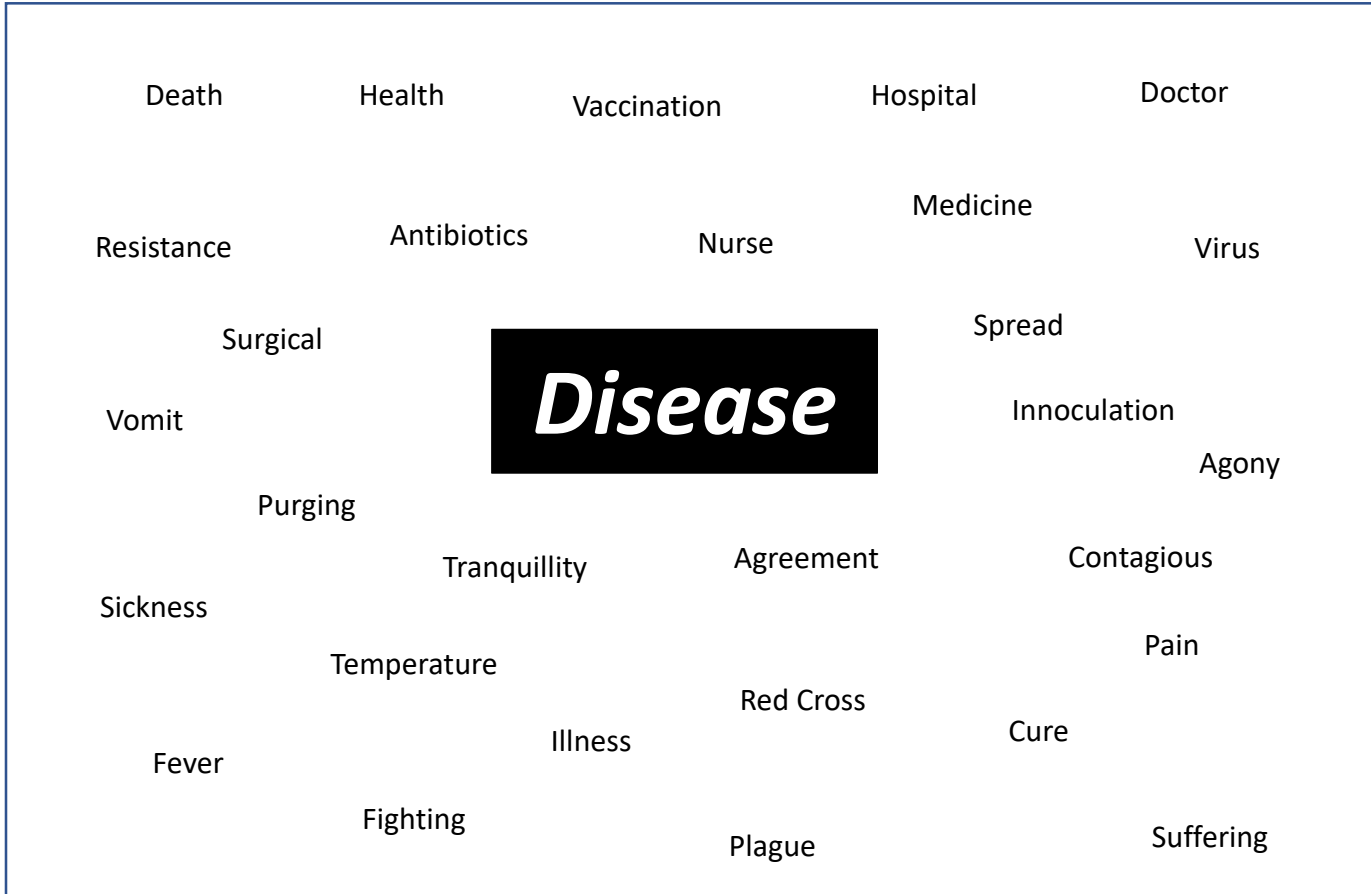 Death
Health
Vaccination
Hospital
Doctor
Medicine
Resistance
Antibiotics
Nurse
Virus
Surgical
Spread
Disease
Vomit
Innoculation
Agony
Purging
Tranquillity
Agreement
Contagious
Sickness
Temperature
Pain
Red Cross
Illness
Cure
Fever
Fighting
Plague
Suffering